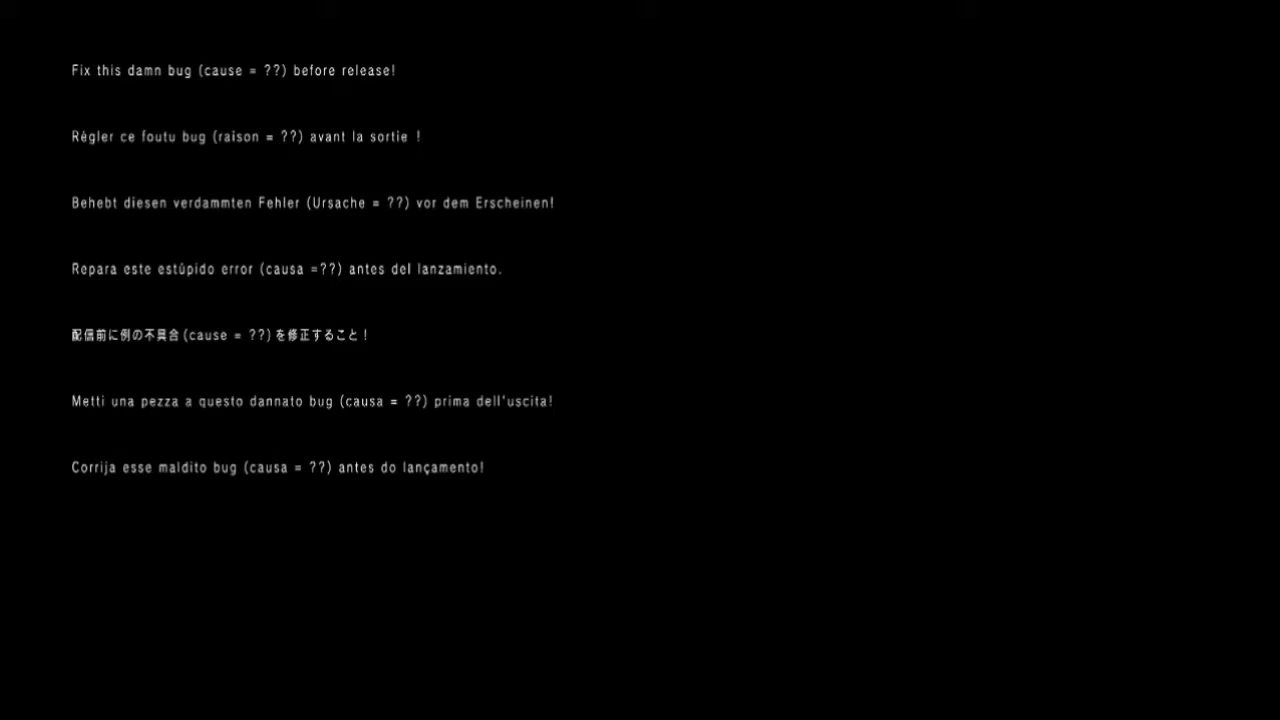 Fix this damn bug (cause = ??) before release!
Régler ce foutu bug (raison = ??) avant la sortie !
Behebt diesen verdammten Fehler (Ursache = ??) vor dem Erscheinen!
Repara este estúpido error (causa =??) antes del lanzamiento.
配信前に例の不具合(cause = ??)を修正すること！
Metti una pezza a questo dannato bug (causa = ??) prima dell'uscita!
Corrija esse maldito bug (causa = ??) antes do lançamento!